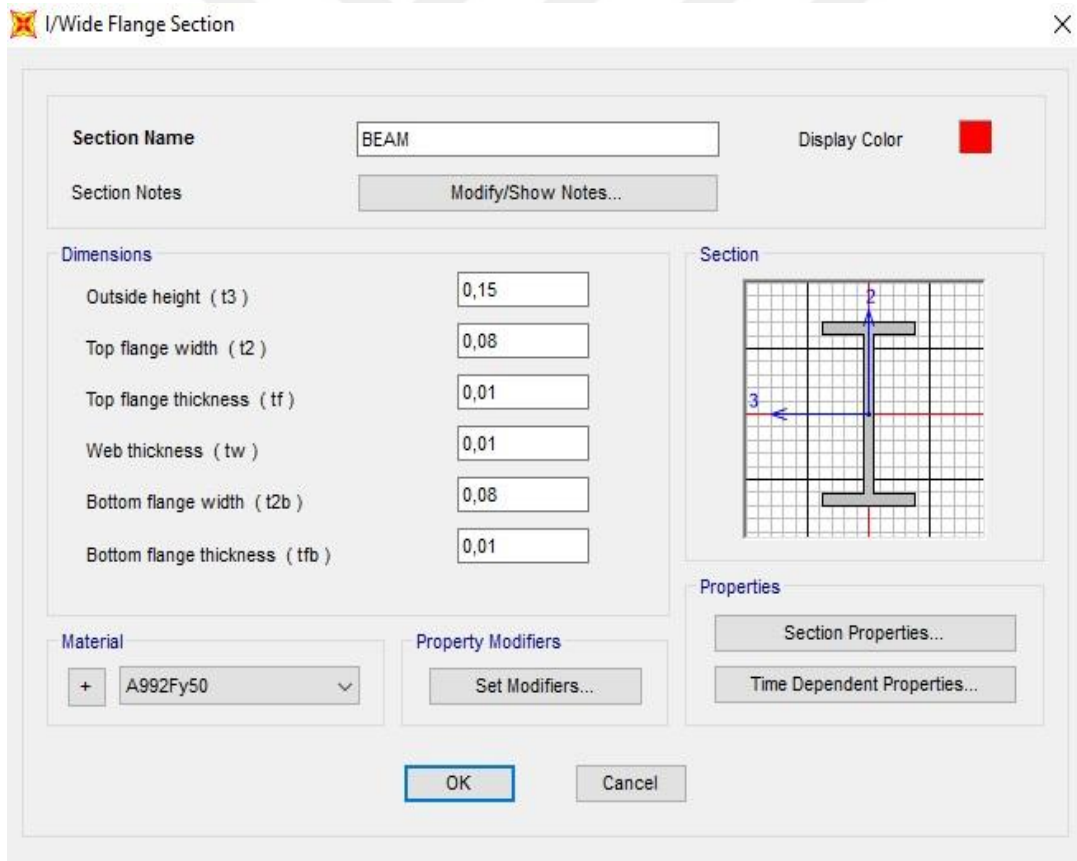 I/Wide Flange Section
Section Name BEAM Display Color
Section Notes Modify/Show Notes...
Dimensions
Outside height ( t3 ) 0,15
Top flange width ( t2 ) 0,08
Top flange thickness ( tf ) 0,01
Web thickness ( tw ) 0,01
Bottom flange width ( t2b ) 0,08
Bottom flange thickness ( tfb ) 0,01
Section
2
3
Properties
Section Properties...
Time Dependent Properties...
Material
+ A992Fy50
Property Modifiers
Set Modifiers...
OK Cancel